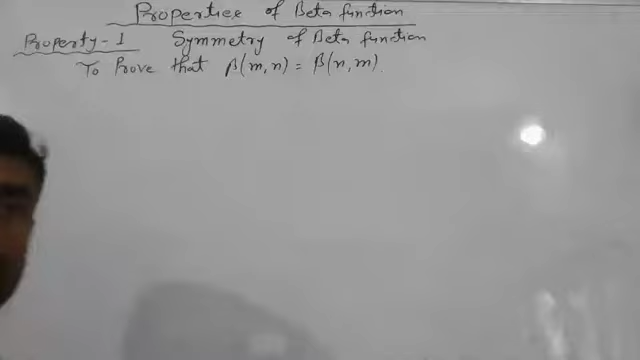 Properties of Beta function
Property-1 Symmetry of Beta function
To Prove that β(m,n) = β(n,m).